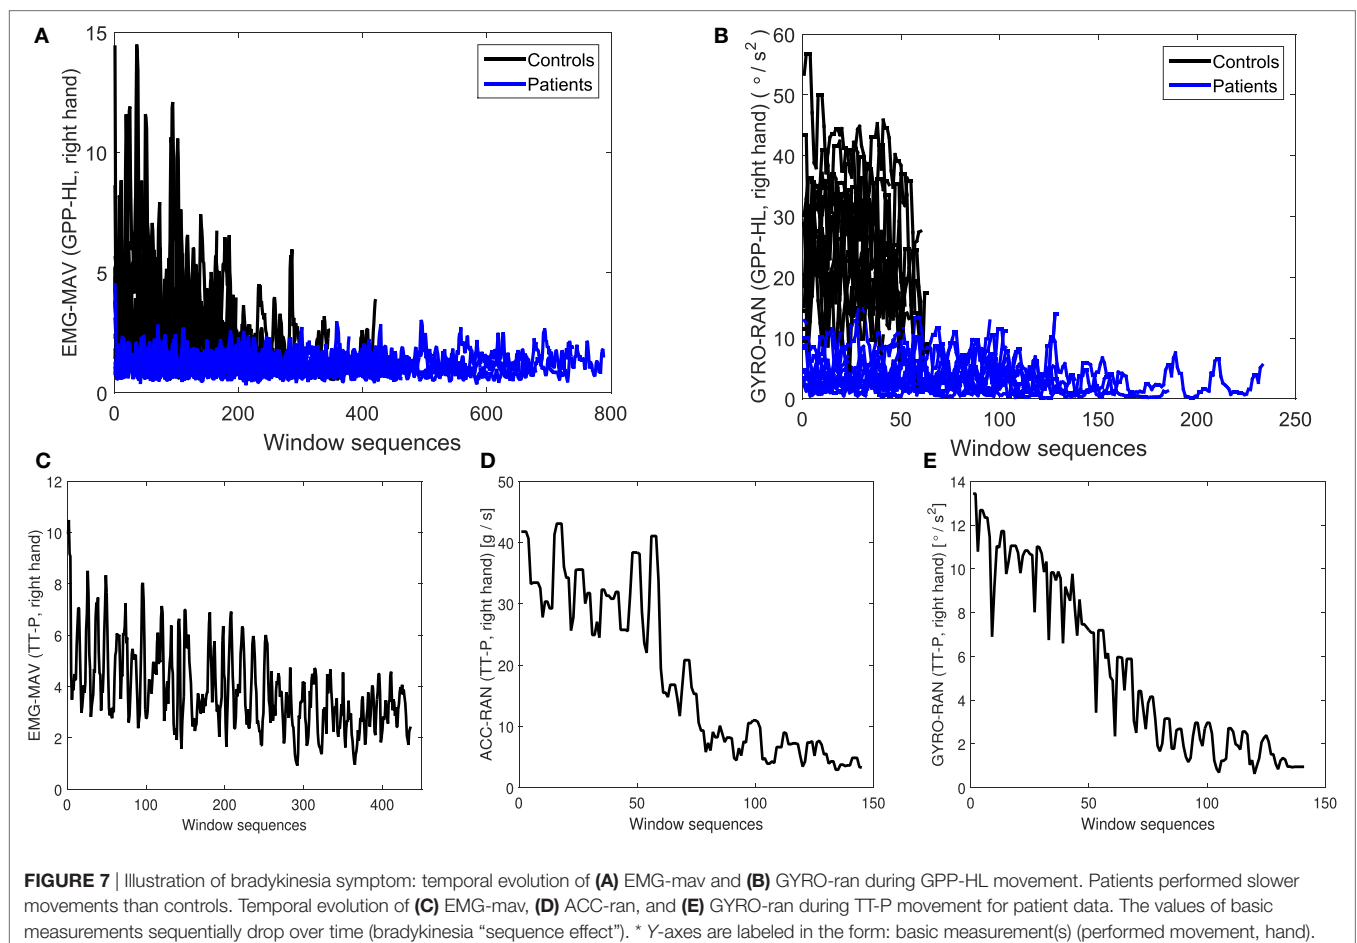 A
15
10
5
0
EMG-MAV (GPP-HL, right hand)
Controls
Patients
0 200 400 600 800
Window sequences
B
60
50
40
30
20
10
0
GYRO-RAN (GPP-HL, right hand) ( ° / s2 )
Controls
Patients
0 50 100 150 200 250
Window sequences
C
12
10
8
6
4
2
0
EMG-MAV (TT-P, right hand)
0 100 200 300 400
Window sequences
D
50
40
30
20
10
0
ACC-RAN (TT-P, right hand) [g / s]
0 50 100 150
Window sequences
E
14
12
10
8
6
4
2
0
GYRO-RAN (TT-P, right hand) [ ° / s2 ]
0 50 100 150
Window sequences
FIGURE 7 | Illustration of bradykinesia symptom: temporal evolution of (A) EMG-mav and (B) GYRO-ran during GPP-HL movement. Patients performed slower
movements than controls. Temporal evolution of (C) EMG-mav, (D) ACC-ran, and (E) GYRO-ran during TT-P movement for patient data. The values of basic
measurements sequentially drop over time (bradykinesia “sequence effect”). * Y-axes are labeled in the form: basic measurement(s) (performed movement, hand).